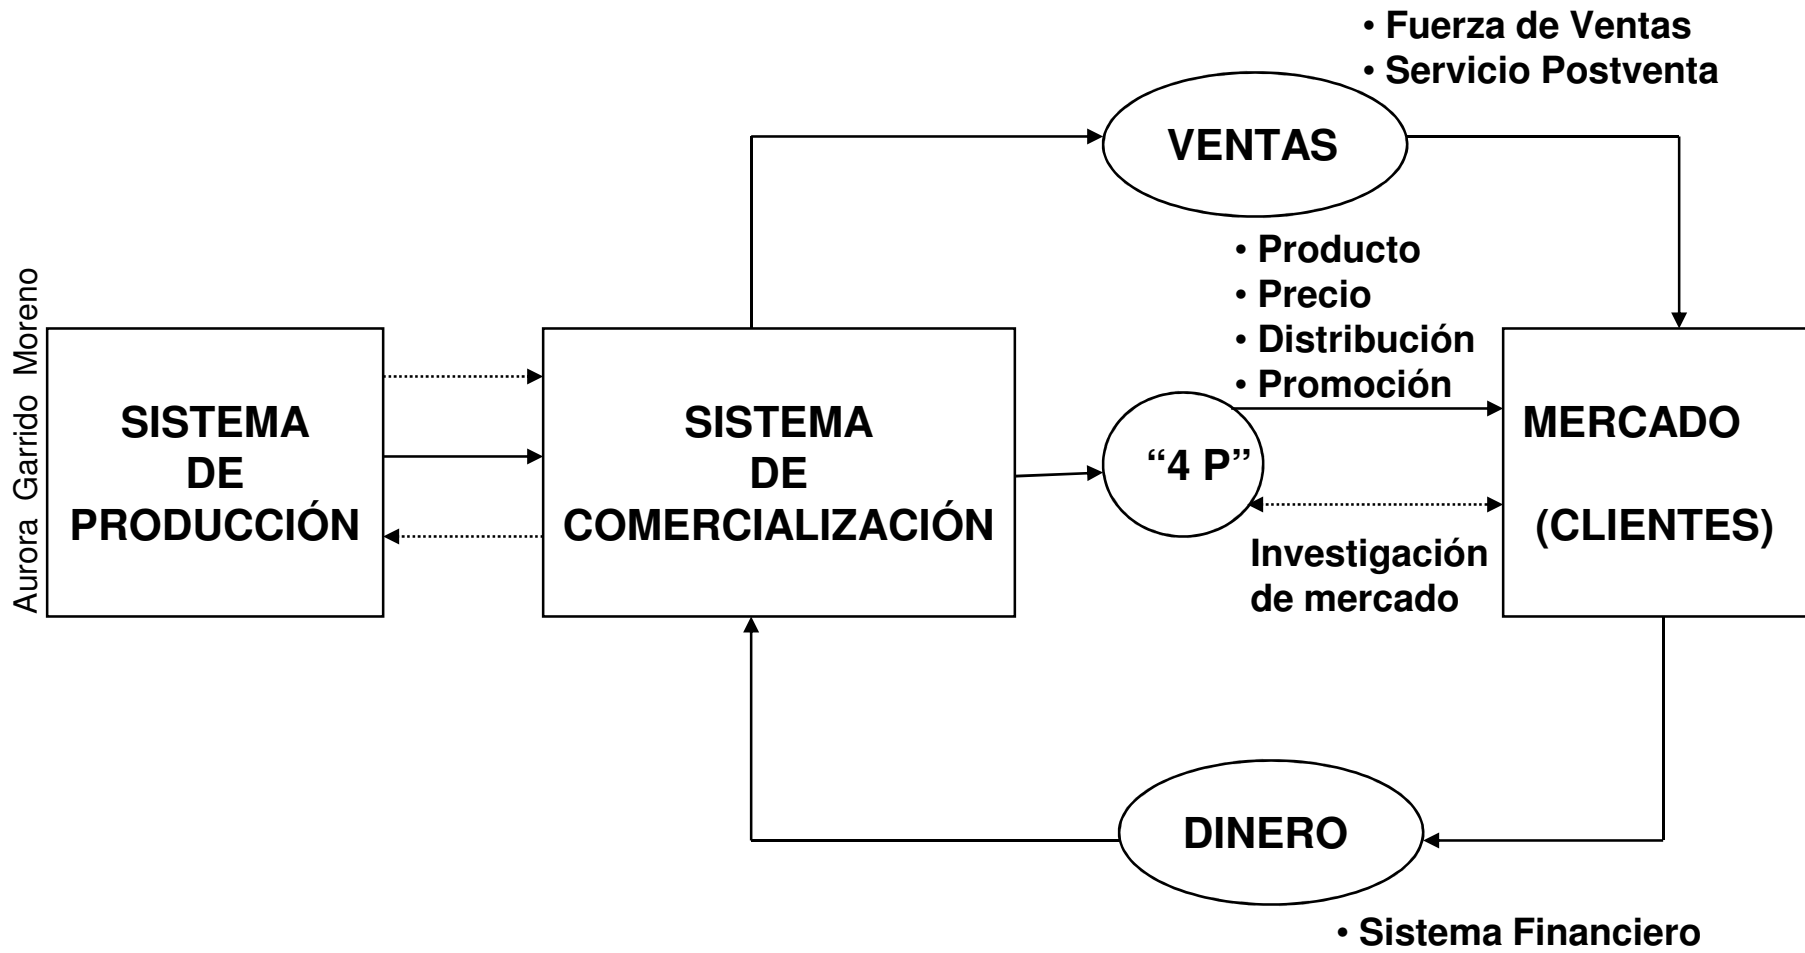 • Fuerza de Ventas
• Servicio Postventa
VENTAS
• Producto
• Precio
• Distribución
• Promoción
Aurora Garrido Moreno
SISTEMA
DE
PRODUCCIÓN
SISTEMA
DE
COMERCIALIZACIÓN
“4 P”
MERCADO
(CLIENTES)
Investigación
de mercado
DINERO
• Sistema Financiero